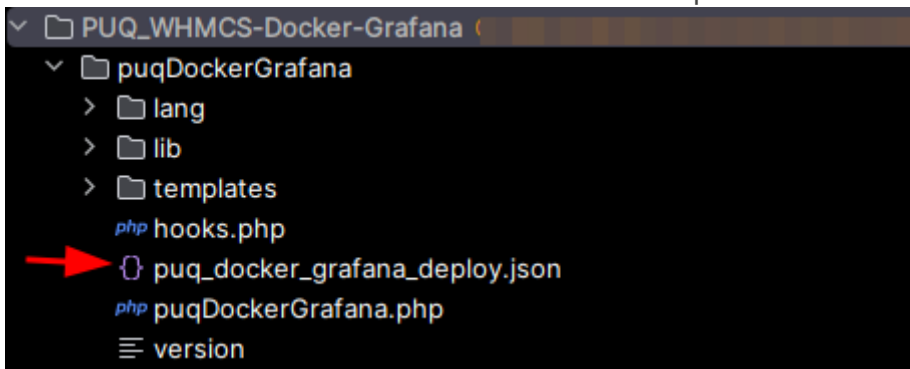 PUQ_WHMCS-Docker-Grafana
puqDockerGrafana
lang
lib
templates
php hooks.php
{} puq_docker_grafana_deploy.json
php puqDockerGrafana.php
version